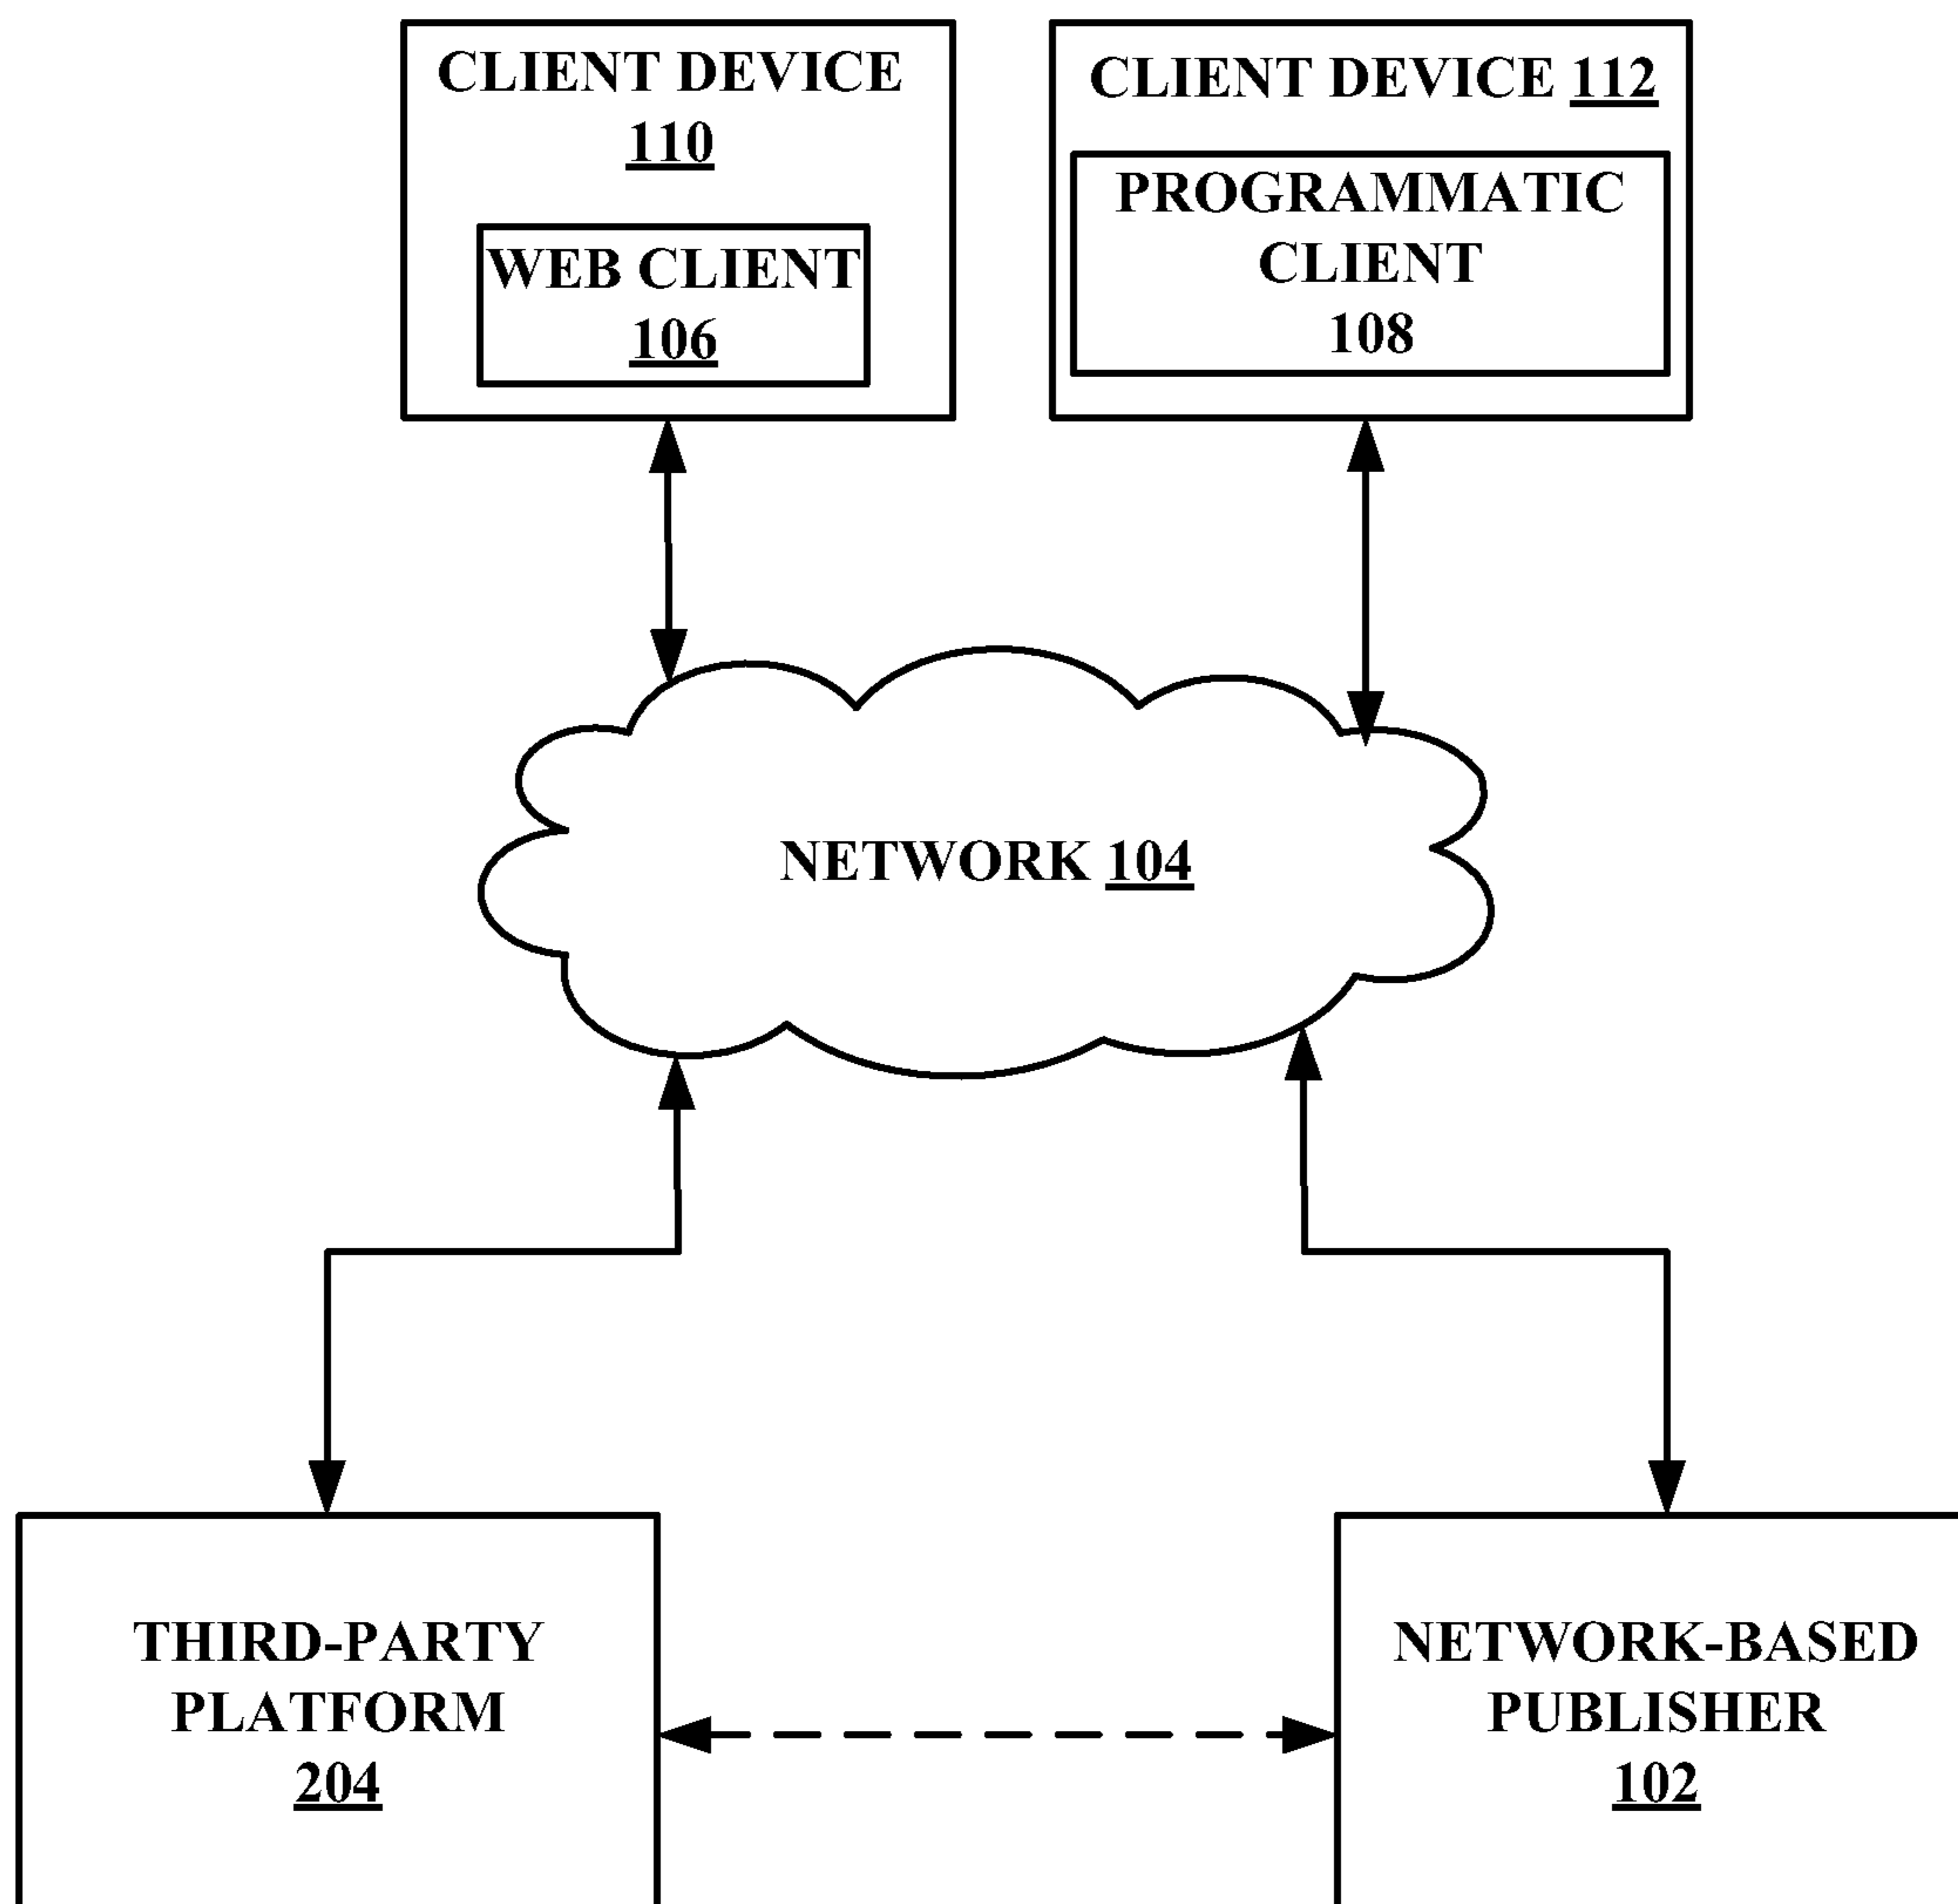 CLIENT DEVICE
110
WEB CLIENT
106
CLIENT DEVICE 112
PROGRAMMATIC
CLIENT
108
NETWORK 104
THIRD-PARTY
PLATFORM
204
NETWORK-BASED
PUBLISHER
102